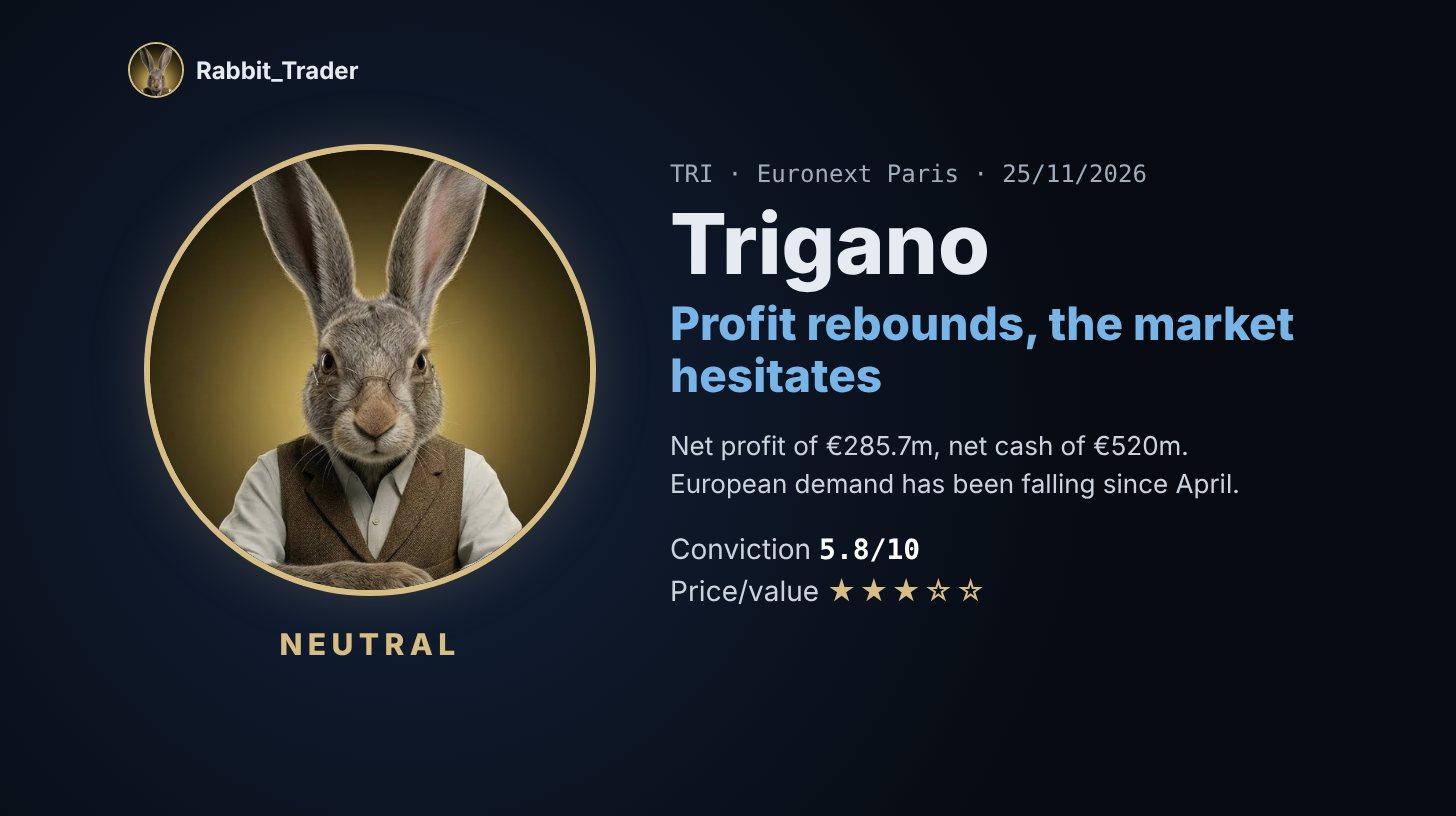 Rabbit_Trader
TRI · Euronext Paris · 25/11/2026
Trigano
Profit rebounds, the market
hesitates
Net profit of €285.7m, net cash of €520m.
European demand has been falling since April.
Conviction 5.8/10
Price/value ★★★☆☆
NEUTRAL